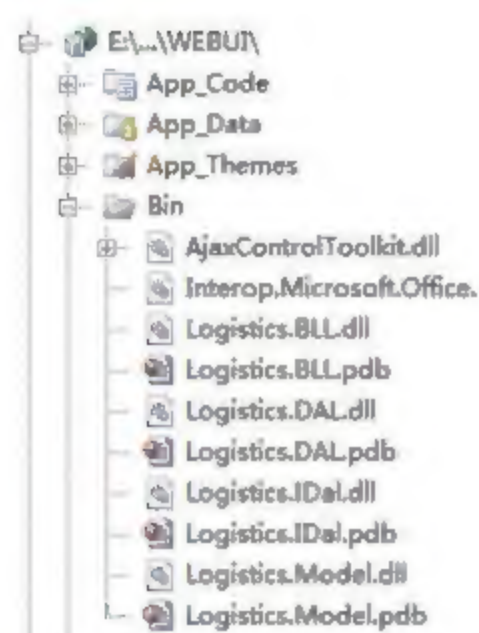 E:\...\WEBUI\
App_Code
App_Data
App_Themes
Bin
AjaxControlToolkit.dll
Interop.Microsoft.Office.
Logistics.BLL.dll
Logistics.BLL.pdb
Logistics.DAL.dll
Logistics.DAL.pdb
Logistics.IDal.dll
Logistics.IDal.pdb
Logistics.Model.dll
Logistics.Model.pdb